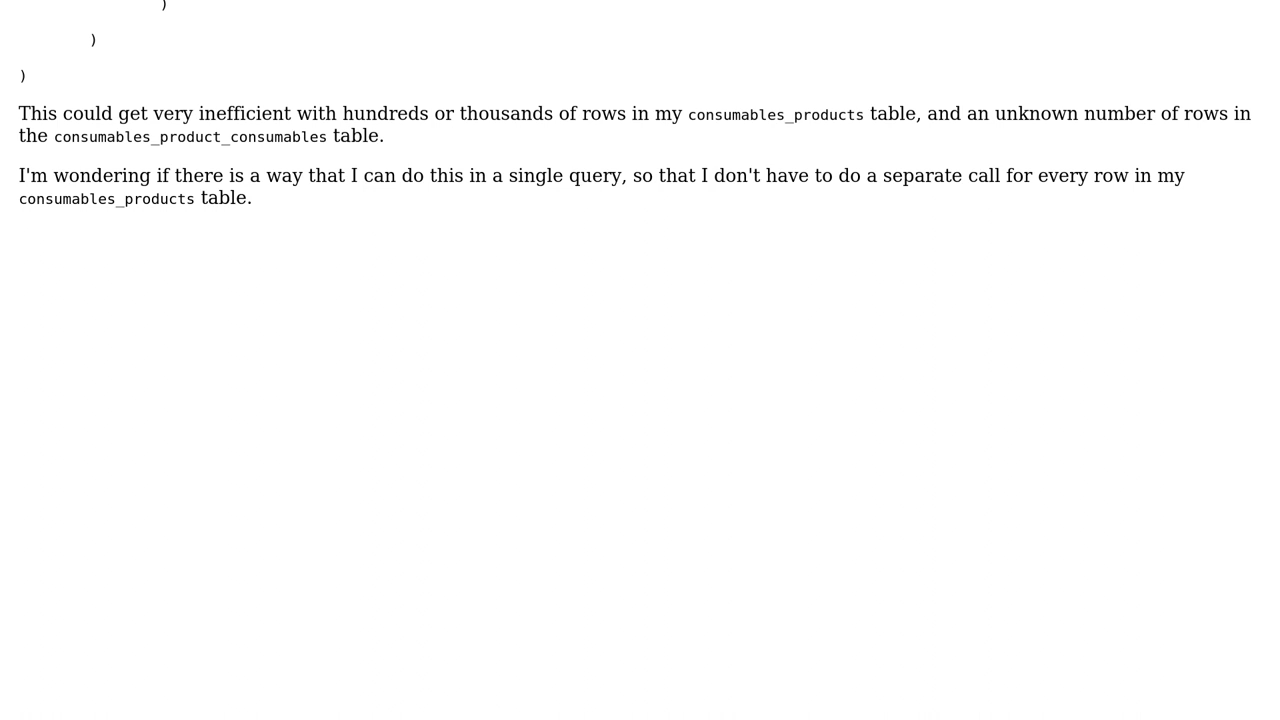 )
)
)
This could get very inefficient with hundreds or thousands of rows in my consumables_products table, and an unknown number of rows in
the consumables_product_consumables table.
I'm wondering if there is a way that I can do this in a single query, so that I don't have to do a separate call for every row in my
consumables_products table.